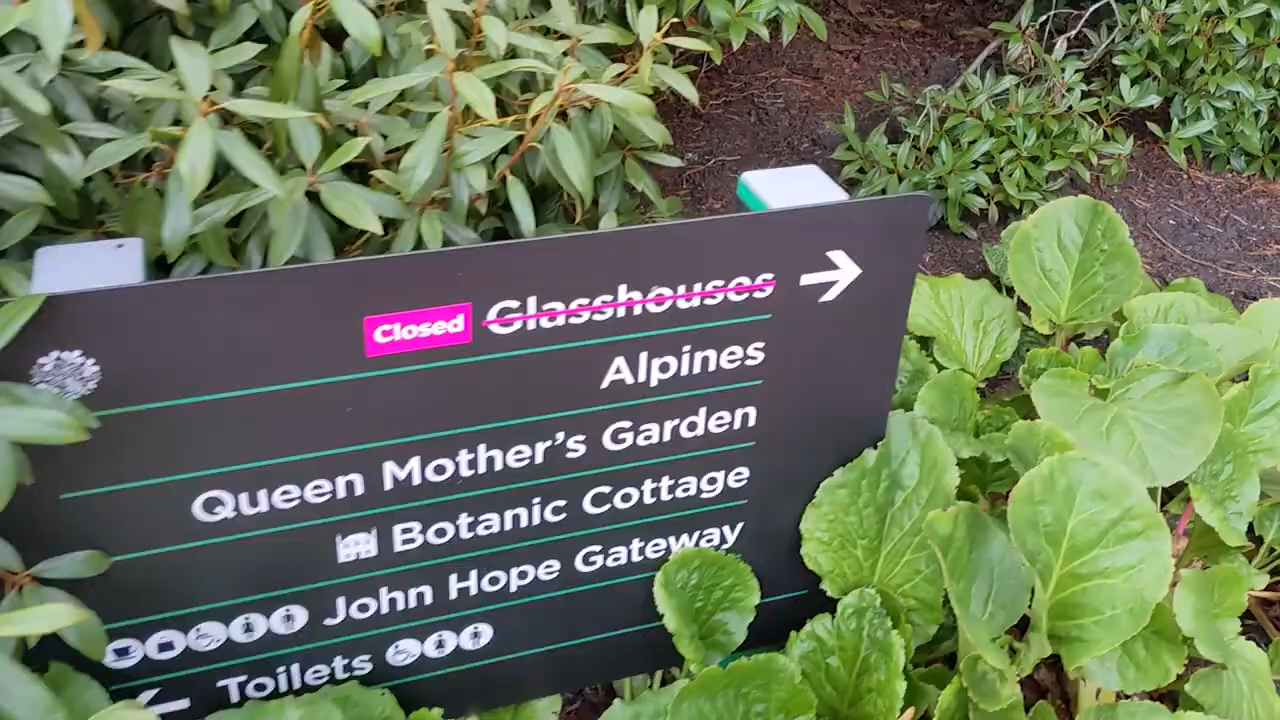 Closed Glasshouses →
Alpines
Queen Mother's Garden
Botanic Cottage
John Hope Gateway
← Toilets